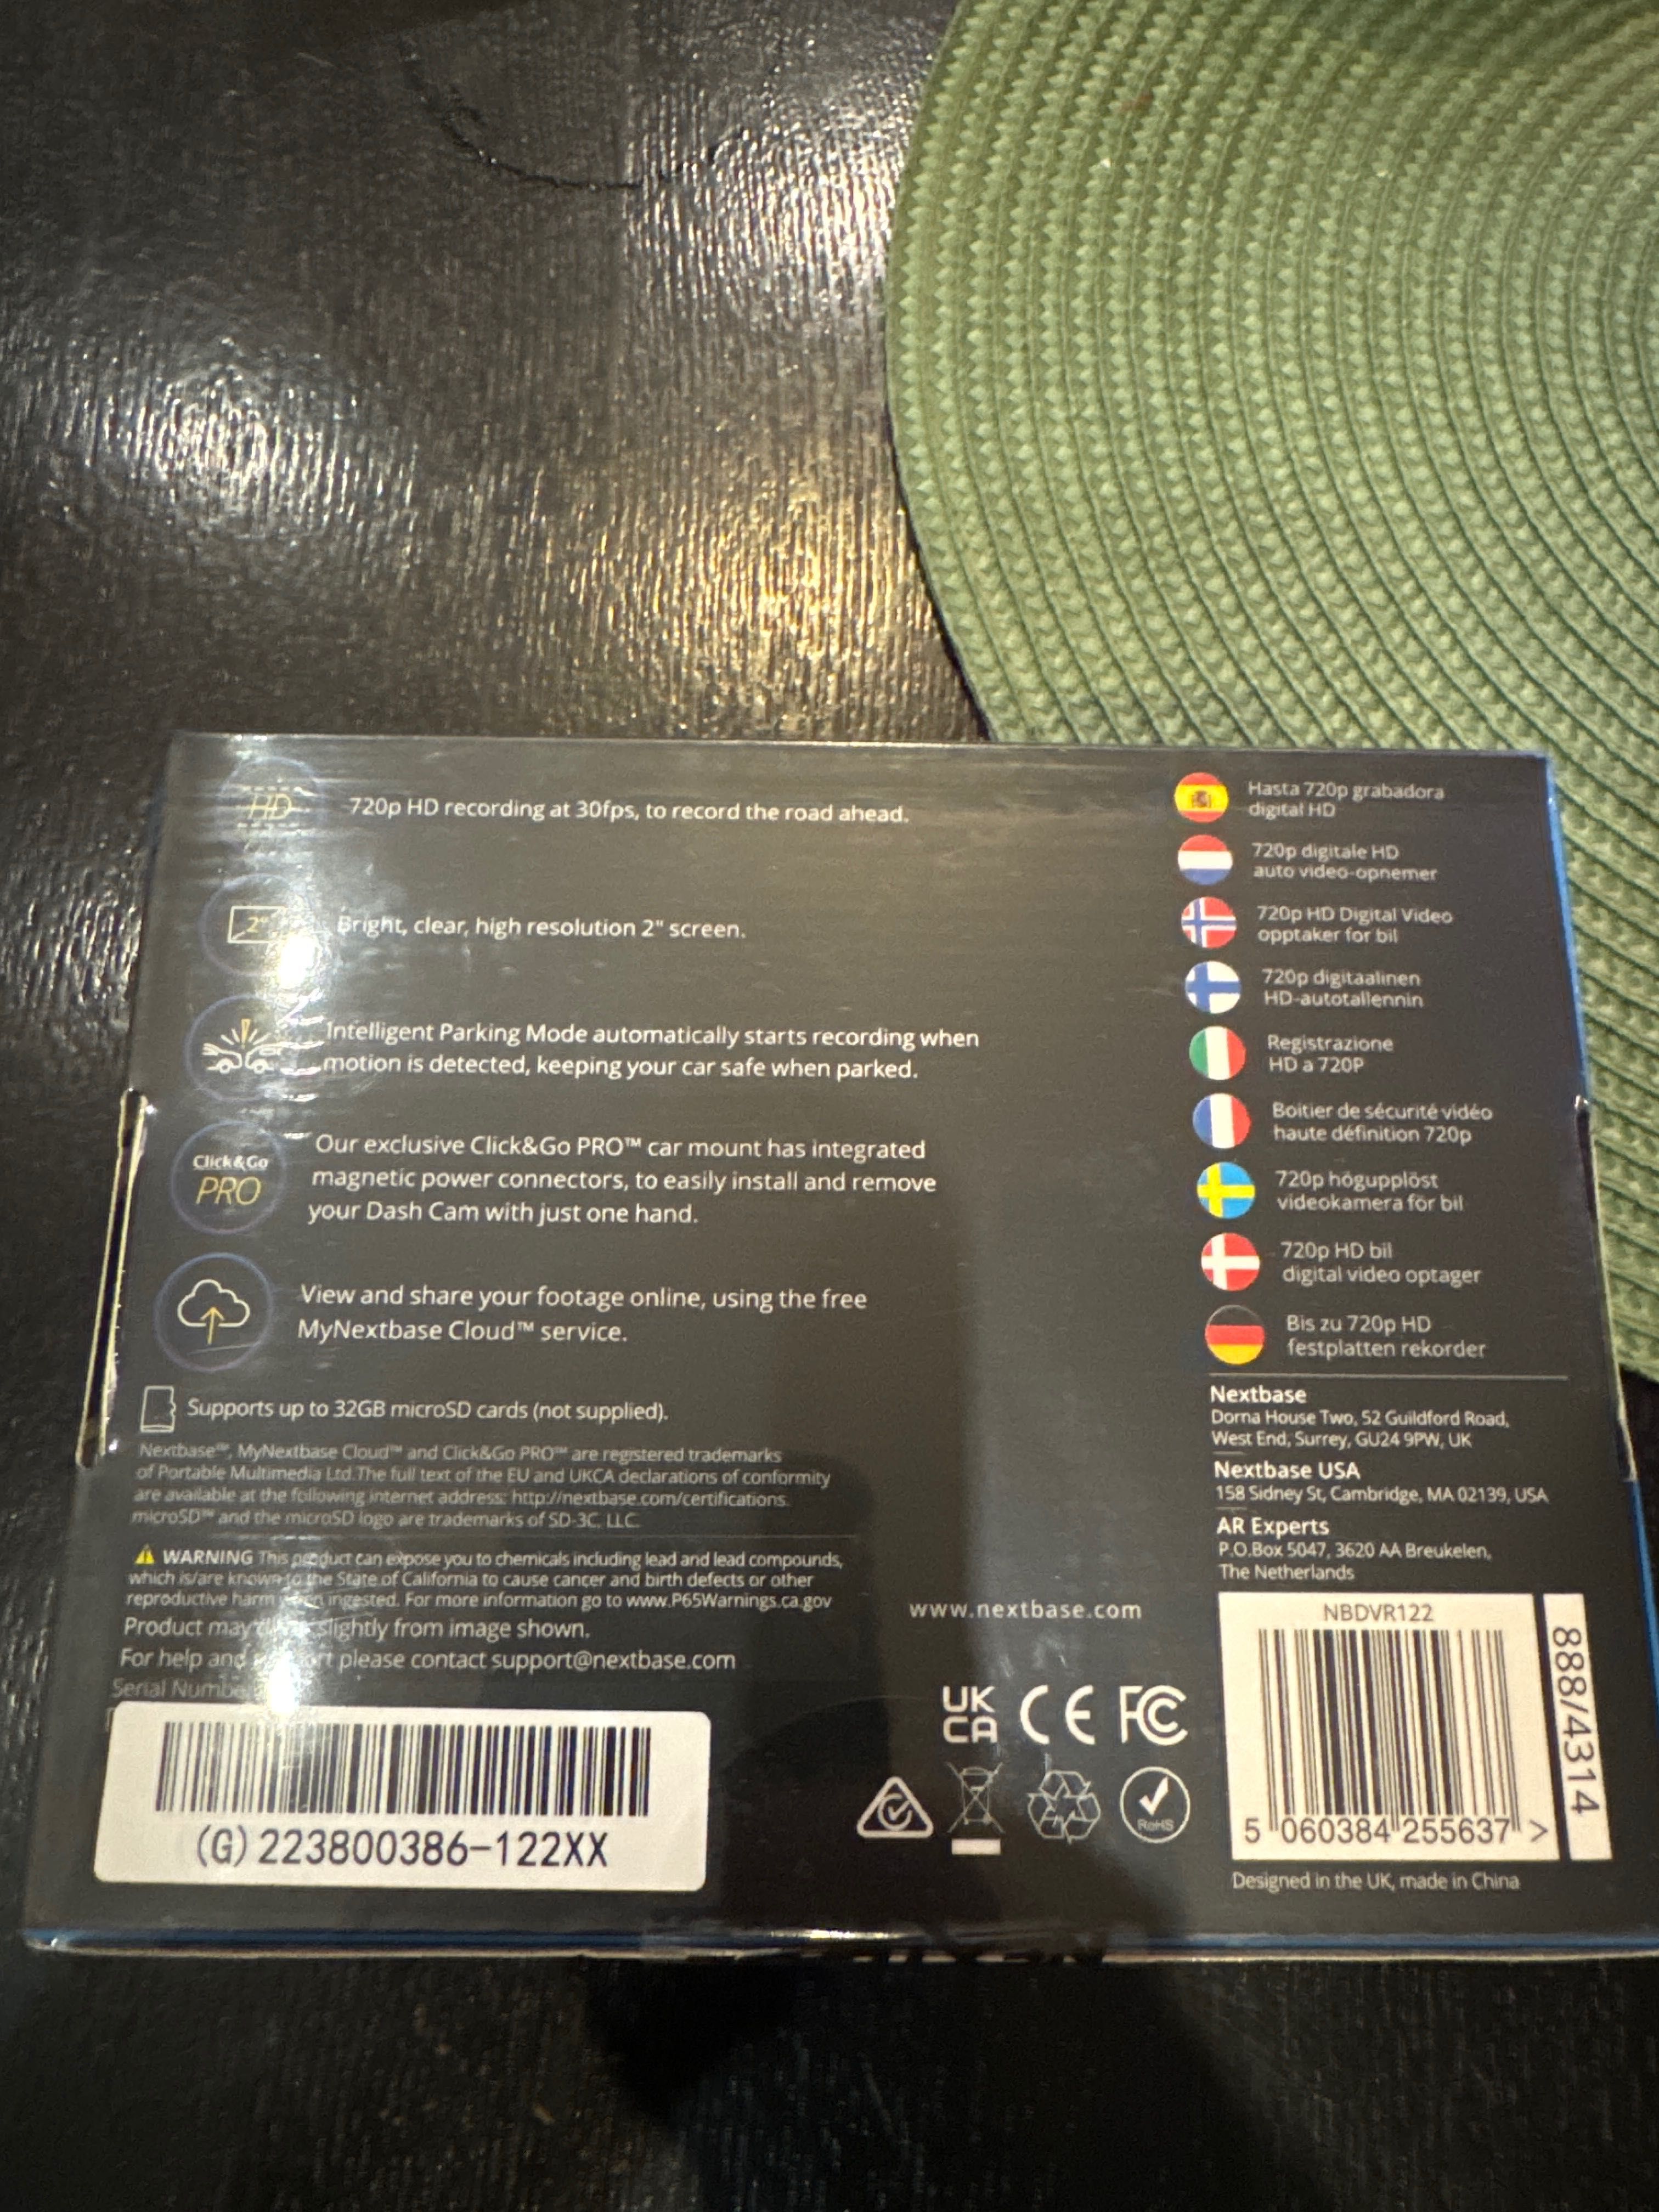 HD
720p HD recording at 30fps, to record the road ahead.
2"
Bright, clear, high resolution 2" screen.
Intelligent Parking Mode automatically starts recording when
motion is detected, keeping your car safe when parked.
Click&Go
PRO
Our exclusive Click&Go PRO™ car mount has integrated
magnetic power connectors, to easily install and remove
your Dash Cam with just one hand.
View and share your footage online, using the free
MyNextbase Cloud™ service.
Supports up to 32GB microSD cards (not supplied).
Nextbase™, MyNextbase Cloud™ and Click&Go PRO™ are registered trademarks
of Portable Multimedia Ltd.The full text of the EU and UKCA declarations of conformity
are available at the following internet address: http://nextbase.com/certifications.
microSD™ and the microSD logo are trademarks of SD-3C, LLC.
WARNING This product can expose you to chemicals including lead and lead compounds,
which is/are known to the State of California to cause cancer and birth defects or other
reproductive harm when ingested. For more information go to www.P65Warnings.ca.gov
Product may slightly from image shown.
For help and please contact support@nextbase.com
Serial Number
(G) 223800386-122XX
www.nextbase.com
UK
CA CE FC
RoHS
Hasta 720p grabadora
digital HD
720p digitale HD
auto video-opnemer
720p HD Digital Video
opptaker for bil
720p digitaalinen
HD-autotallennin
Registrazione
HD a 720P
Boitier de sécurité vidéo
haute définition 720p
720p högupplöst
videokamera för bil
720p HD bil
digital video optager
Bis zu 720p HD
festplatten rekorder
Nextbase
Dorna House Two, 52 Guildford Road,
West End, Surrey, GU24 9PW, UK
Nextbase USA
158 Sidney St, Cambridge, MA 02139, USA
AR Experts
P.O.Box 5047, 3620 AA Breukelen,
The Netherlands
NBDVR122
5 060384 255637 >
888/4314
Designed in the UK, made in China